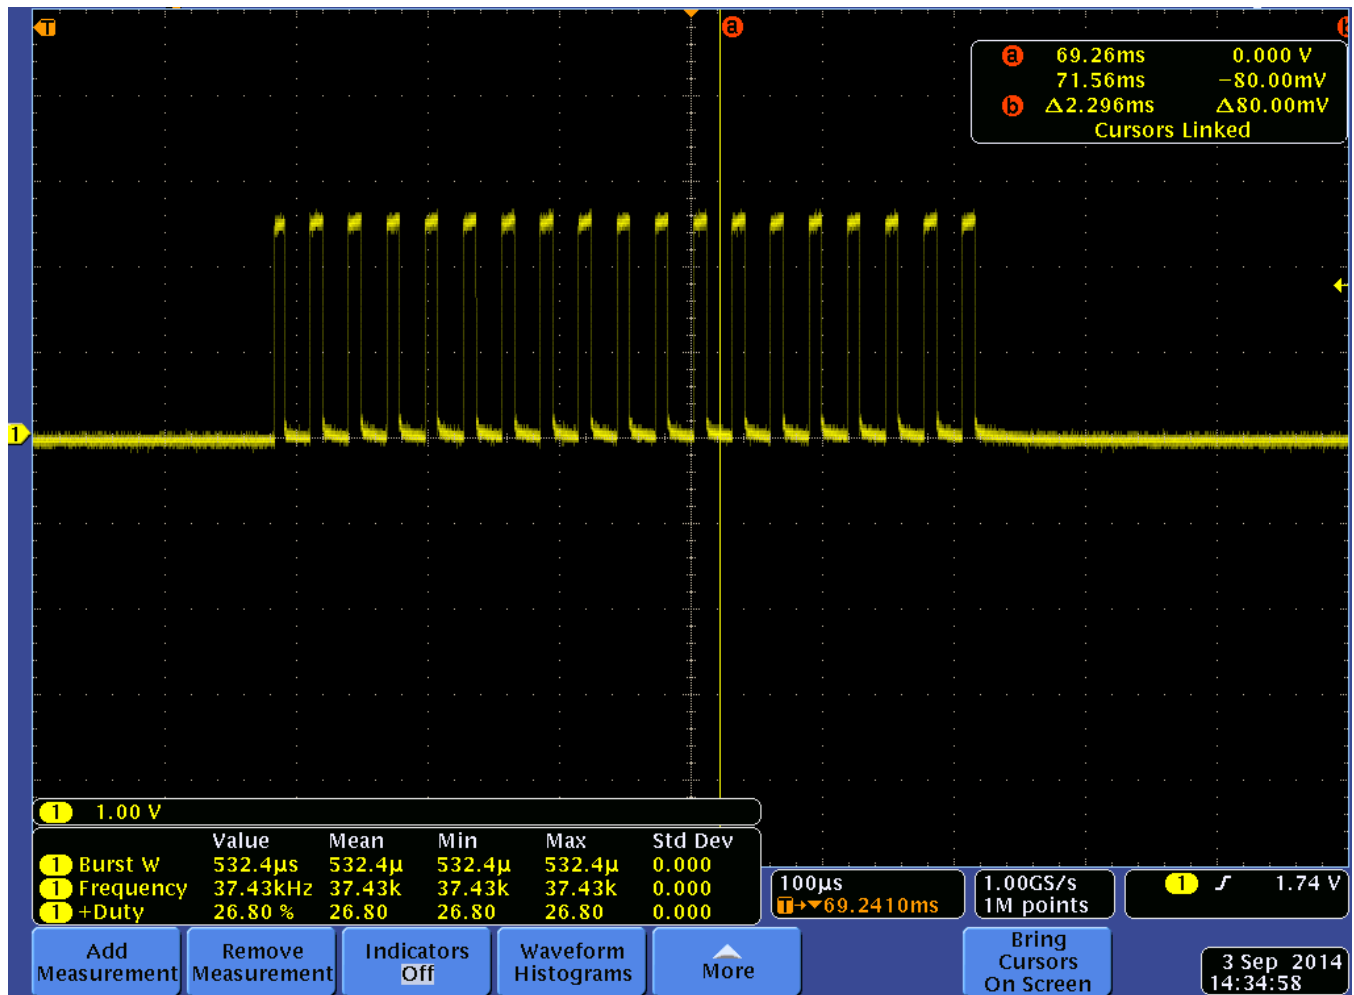 T a b
a 69.26ms 0.000 V
71.56ms −80.00mV
b Δ2.296ms Δ80.00mV
Cursors Linked
1
1 1.00 V
Value Mean Min Max Std Dev
1 Burst W 532.4µs 532.4µ 532.4µ 532.4µ 0.000
1 Frequency 37.43kHz 37.43k 37.43k 37.43k 0.000
1 +Duty 26.80 % 26.80 26.80 26.80 0.000
100µs
T→▼69.2410ms
1.00GS/s
1M points
1 1.74 V
Add
Measurement
Remove
Measurement
Indicators
Off
Waveform
Histograms
More
Bring
Cursors
On Screen
3 Sep 2014
14:34:58